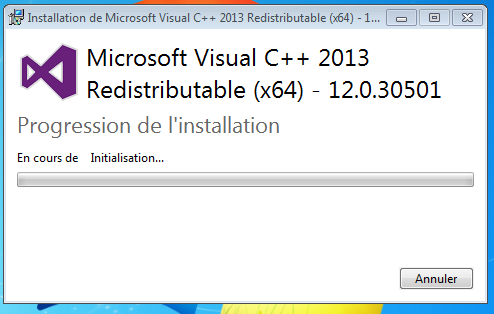 Installation de Microsoft Visual C++ 2013 Redistributable (x64) - 1...
Microsoft Visual C++ 2013
Redistributable (x64) - 12.0.30501
Progression de l'installation
En cours de Initialisation...
Annuler